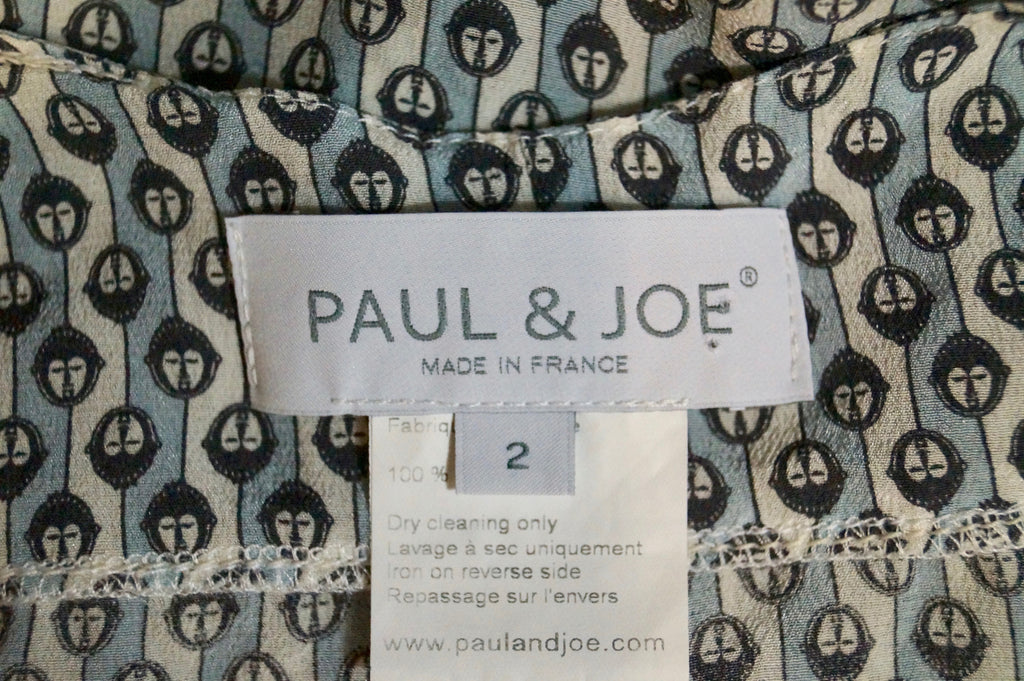 PAUL & JOE®
MADE IN FRANCE
2
100 %
Dry cleaning only
Lavage à sec uniquement
Iron on reverse side
Repassage sur l'envers
www.paulandjoe.com